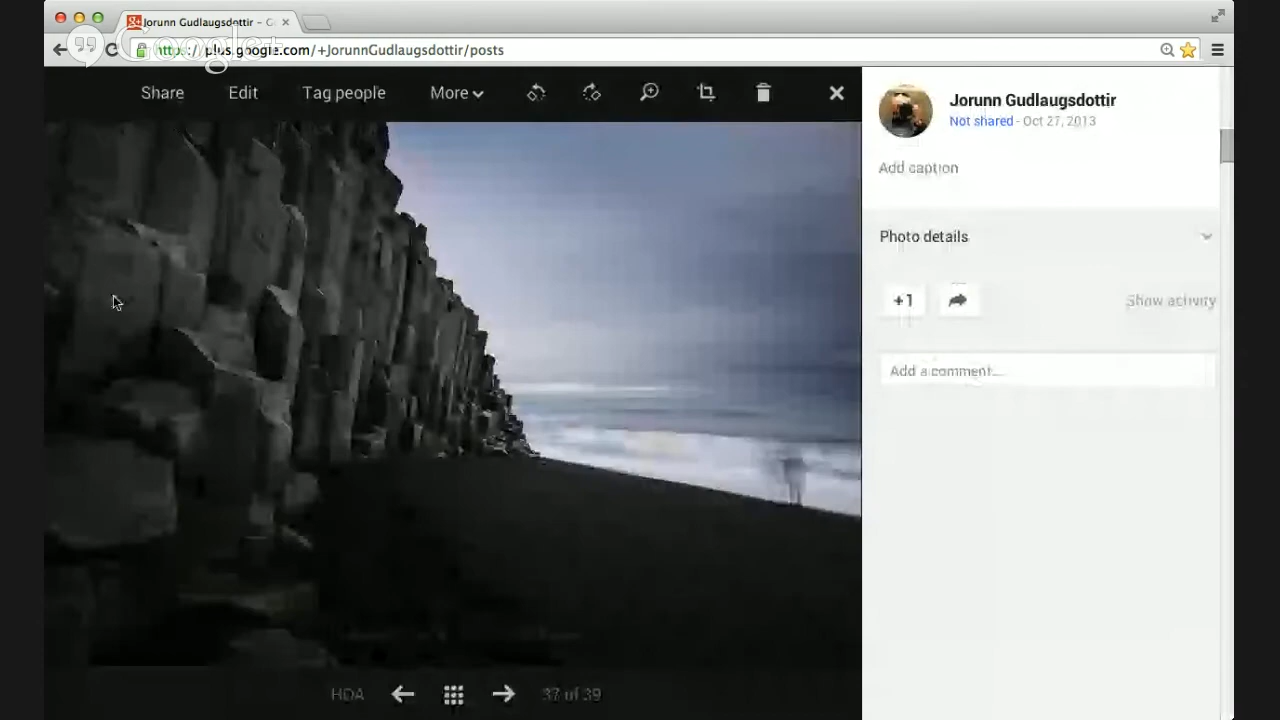 Jorunn Gudlaugsdottir -
Google+
https://plus.google.com/+JorunnGudlaugsdottir/posts
Share Edit Tag people More
Jorunn Gudlaugsdottir
Not shared - Oct 27, 2013
Add caption
Photo details
+1 Show activity
Add a comment...
HDA 37 of 39